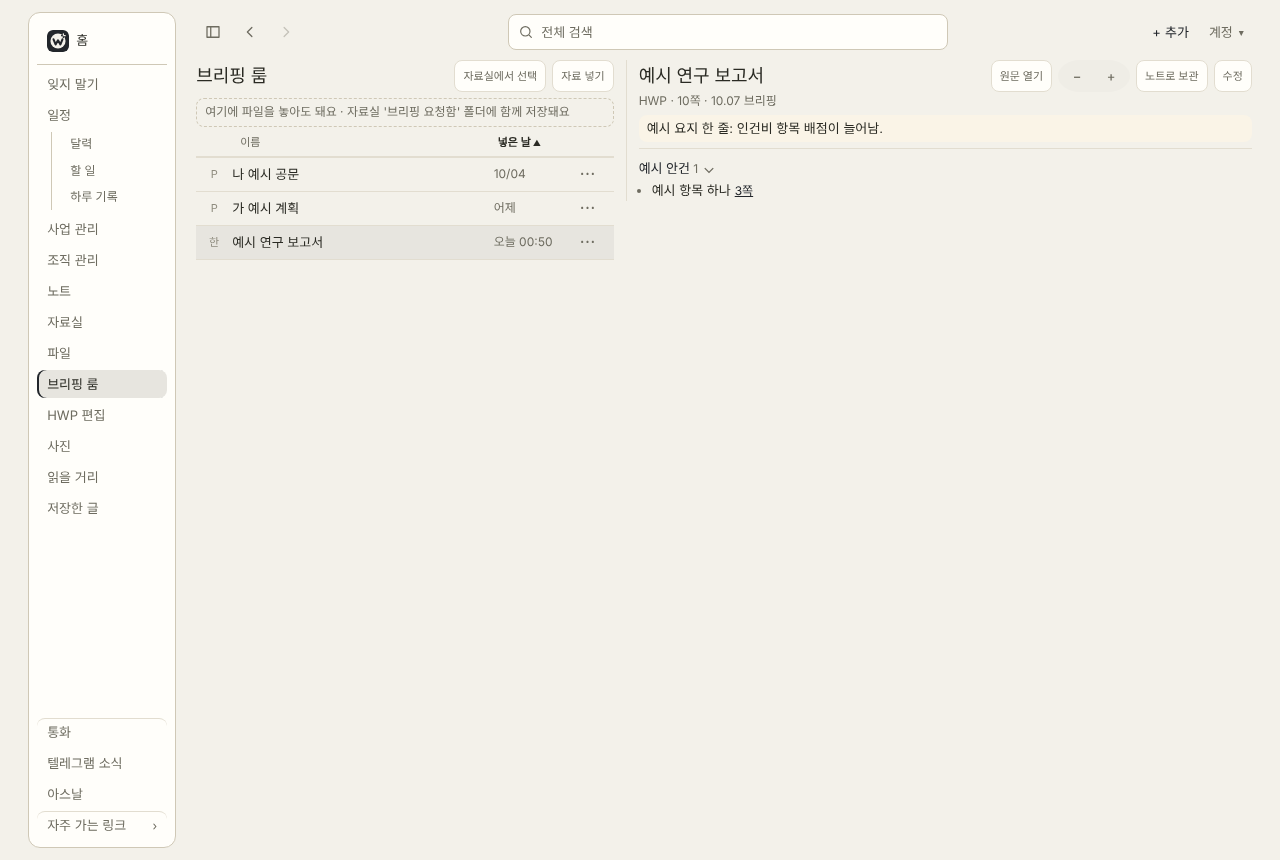 홈
잊지 말기
일정
달력
할 일
하루 기록
사업 관리
조직 관리
노트
자료실
파일
브리핑 룸
HWP 편집
사진
읽을 거리
저장한 글
통화
텔레그램 소식
아스날
자주 가는 링크 ›
전체 검색
+ 추가 계정 ▾
브리핑 룸 자료실에서 선택 자료 넣기
여기에 파일을 놓아도 돼요 · 자료실 '브리핑 요청함' 폴더에 함께 저장돼요
이름 넣은 날 ▲
P 나 예시 공문 10/04 ···
P 가 예시 계획 어제 ···
한 예시 연구 보고서 오늘 00:50 ···
예시 연구 보고서 원문 열기 − + 노트로 보관 수정
HWP · 10쪽 · 10.07 브리핑
예시 요지 한 줄: 인건비 항목 배점이 늘어남.
예시 안건 1
• 예시 항목 하나 3쪽